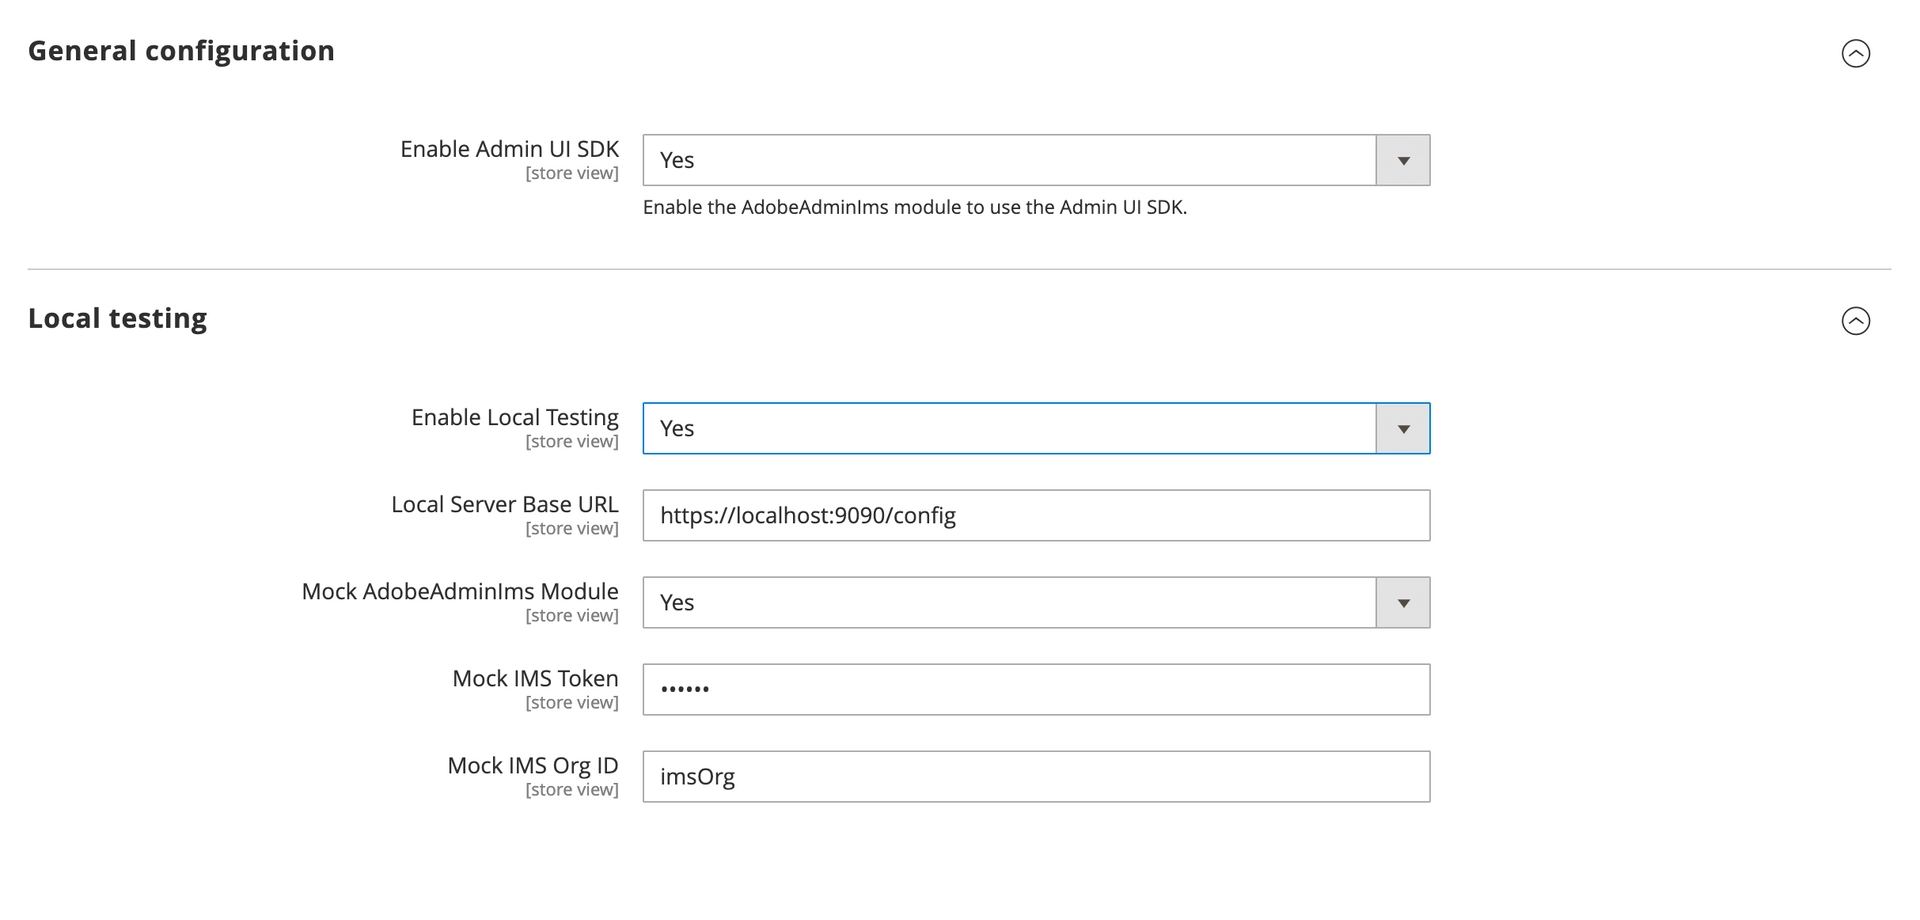 General configuration
Enable Admin UI SDK
[store view]
Yes
Enable the AdobeAdminIms module to use the Admin UI SDK.
Local testing
Enable Local Testing
[store view]
Yes
Local Server Base URL
[store view]
https://localhost:9090/config
Mock AdobeAdminIms Module
[store view]
Yes
Mock IMS Token
[store view]
••••••
Mock IMS Org ID
[store view]
imsOrg